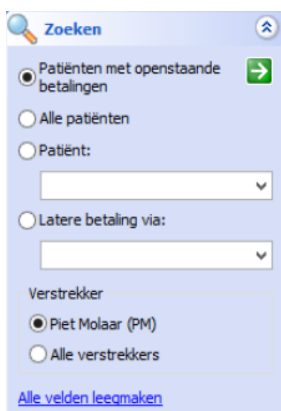 Zoeken
Patiënten met openstaande
betalingen
Alle patiënten
Patiënt:
Latere betaling via:
Verstrekker
Piet Molaar (PM)
Alle verstrekkers
Alle velden leegmaken